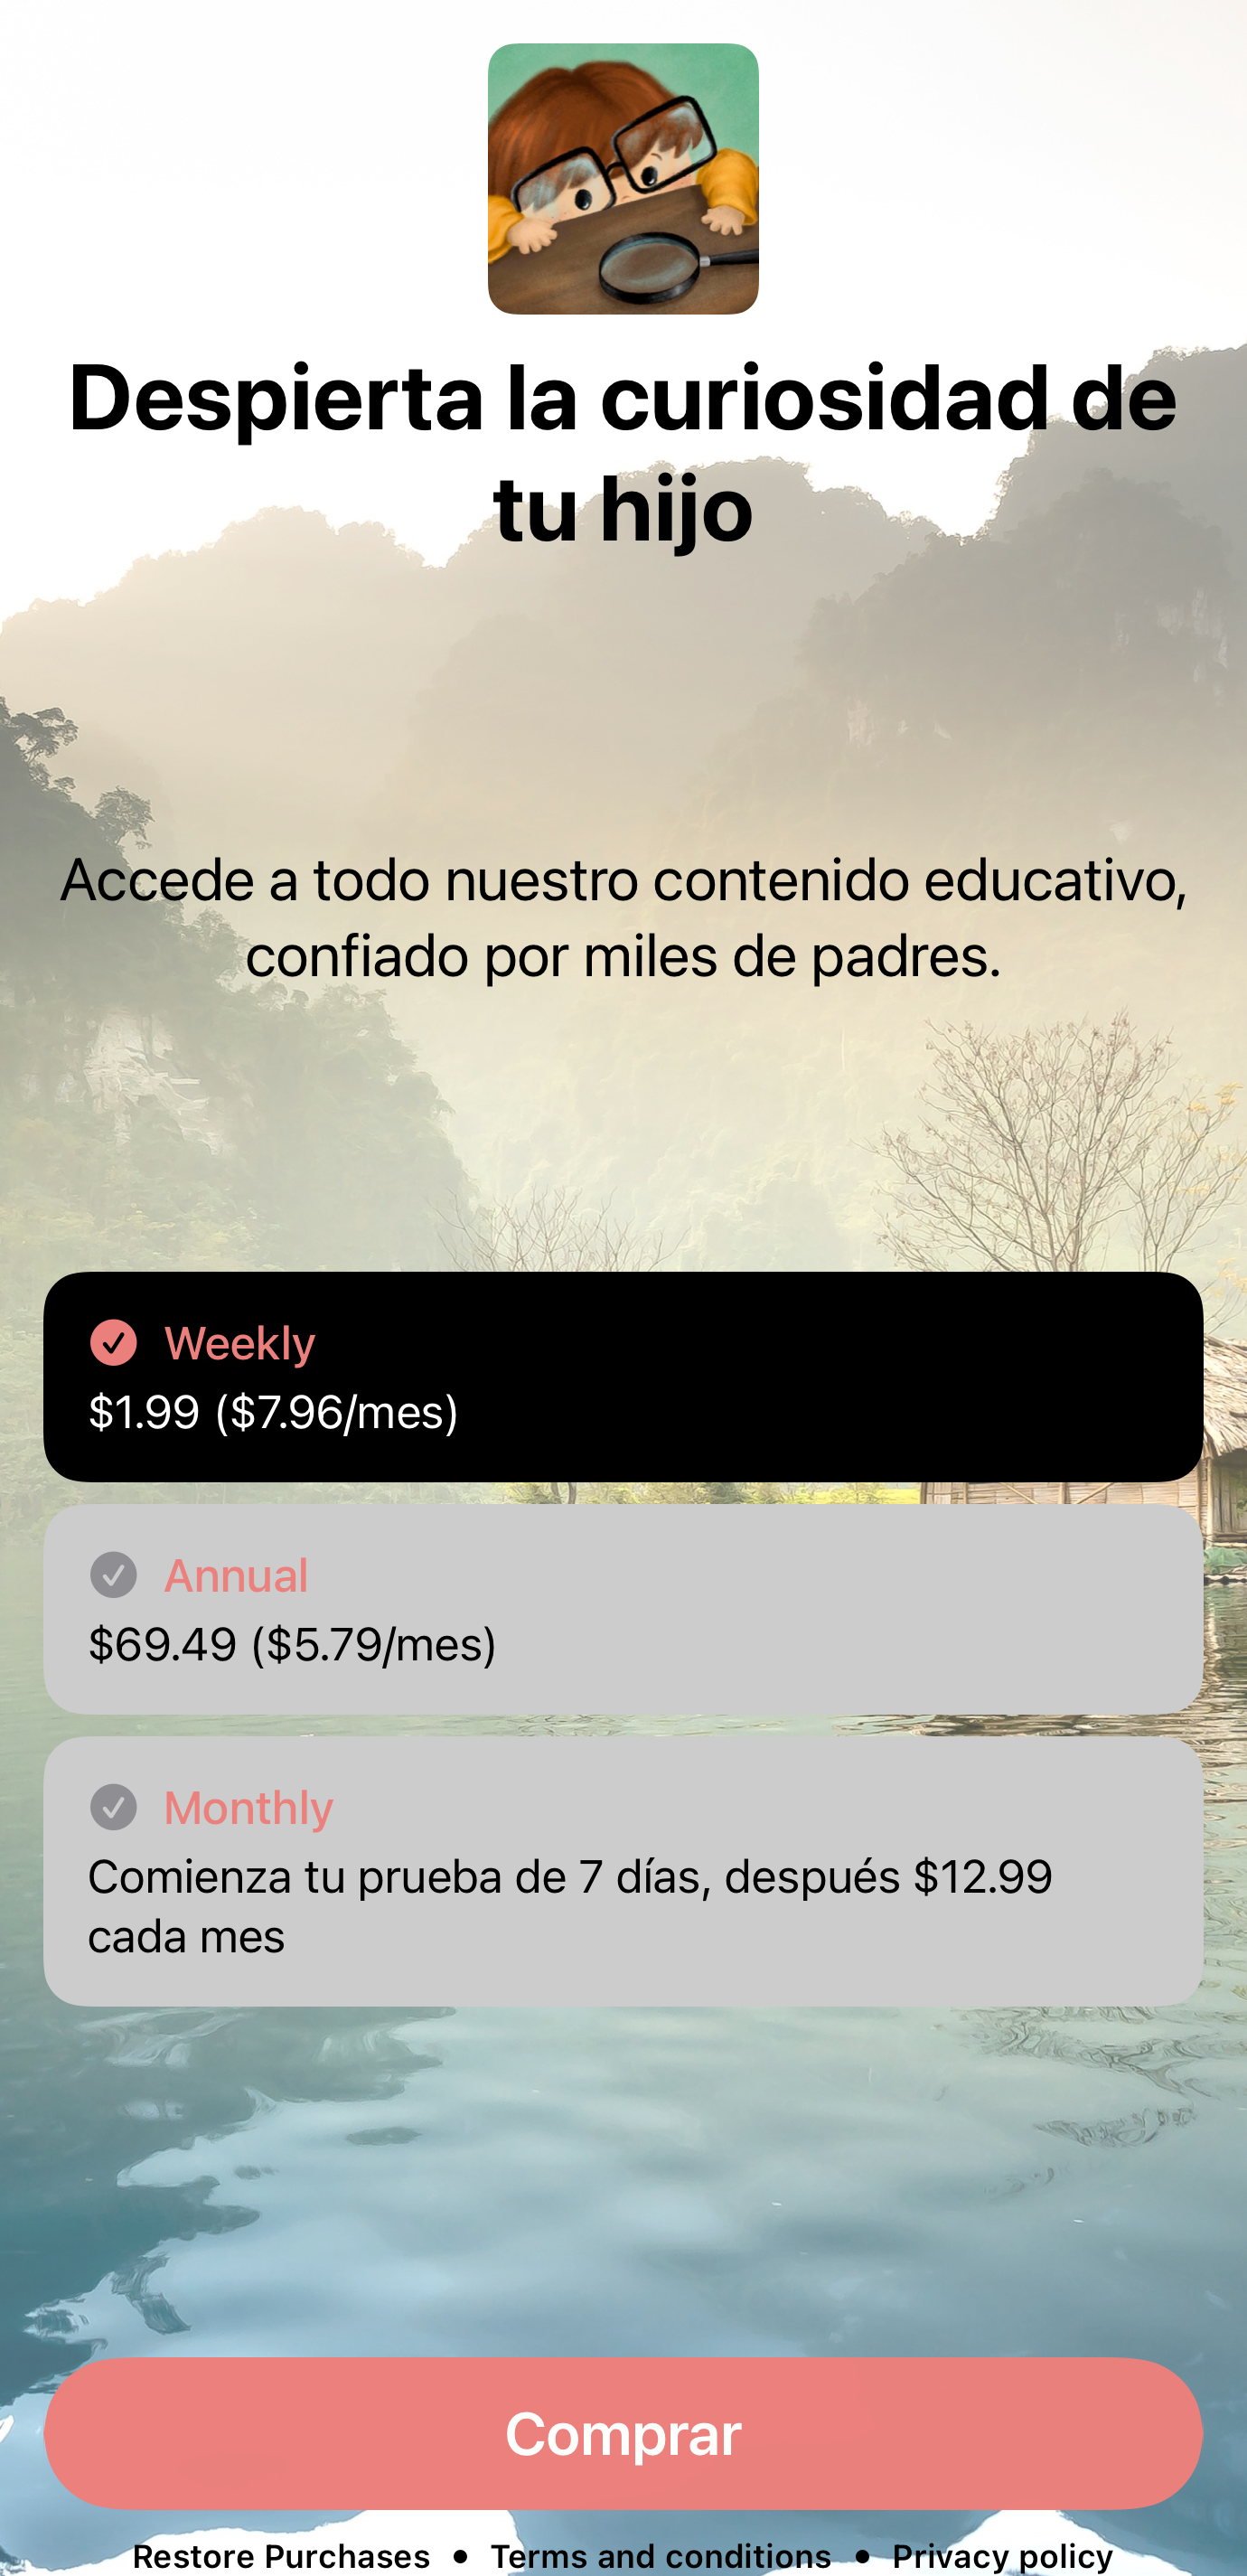 Despierta la curiosidad de
tu hijo
Accede a todo nuestro contenido educativo,
confiado por miles de padres.
Weekly
$1.99 ($7.96/mes)
Annual
$69.49 ($5.79/mes)
Monthly
Comienza tu prueba de 7 días, después $12.99
cada mes
Comprar
Restore Purchases • Terms and conditions • Privacy policy